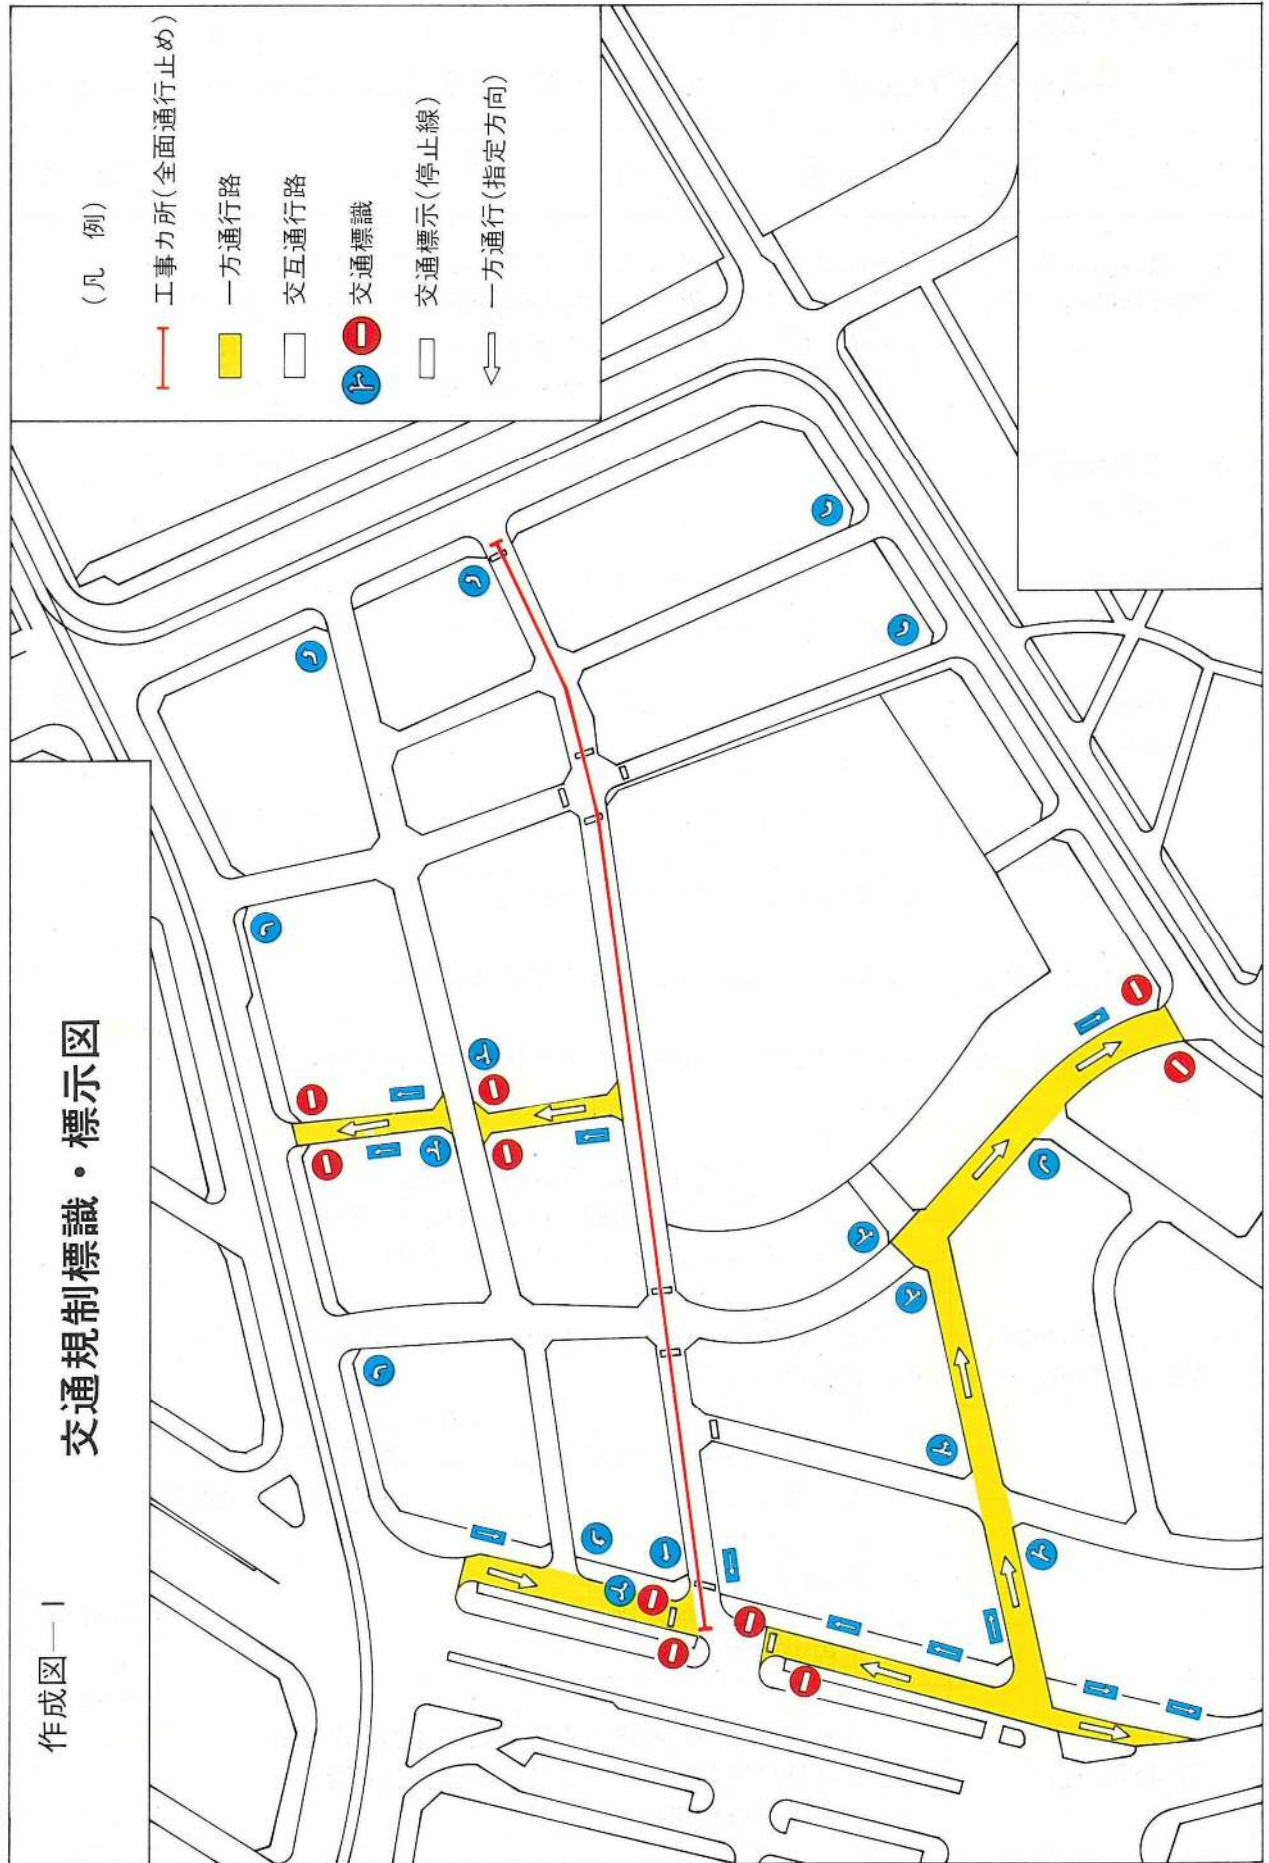 作成図―1
交通規制標識・標示図
(凡 例)
工事カ所(全面通行止め)
一方通行路
交互通行路
交通標識
交通標示(停止線)
一方通行(指定方向)